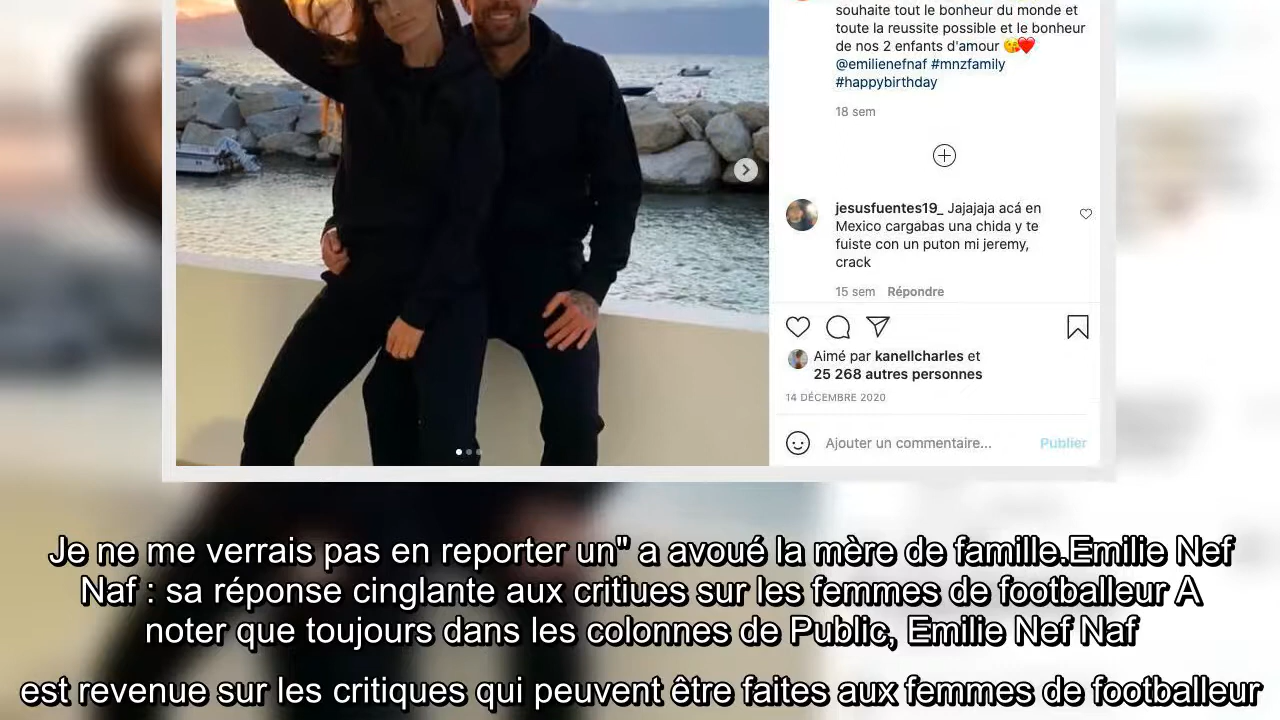 souhaite tout le bonheur du monde et
toute la reussite possible et le bonheur
de nos 2 enfants d'amour 😘❤️
@emilienefnaf #mnzfamily
#happybirthday
18 sem
jesusfuentes19_ Jajajaja acá en
Mexico cargabas una chida y te
fuiste con un puton mi jeremy,
crack
15 sem Répondre
Aimé par kanellcharles et
25 268 autres personnes
14 DÉCEMBRE 2020
Ajouter un commentaire... Publier
Je ne me verrais pas en reporter un" a avoué la mère de famille.Emilie Nef
Naf : sa réponse cinglante aux critiues sur les femmes de footballeur A
noter que toujours dans les colonnes de Public, Emilie Nef Naf
est revenue sur les critiques qui peuvent être faites aux femmes de footballeur